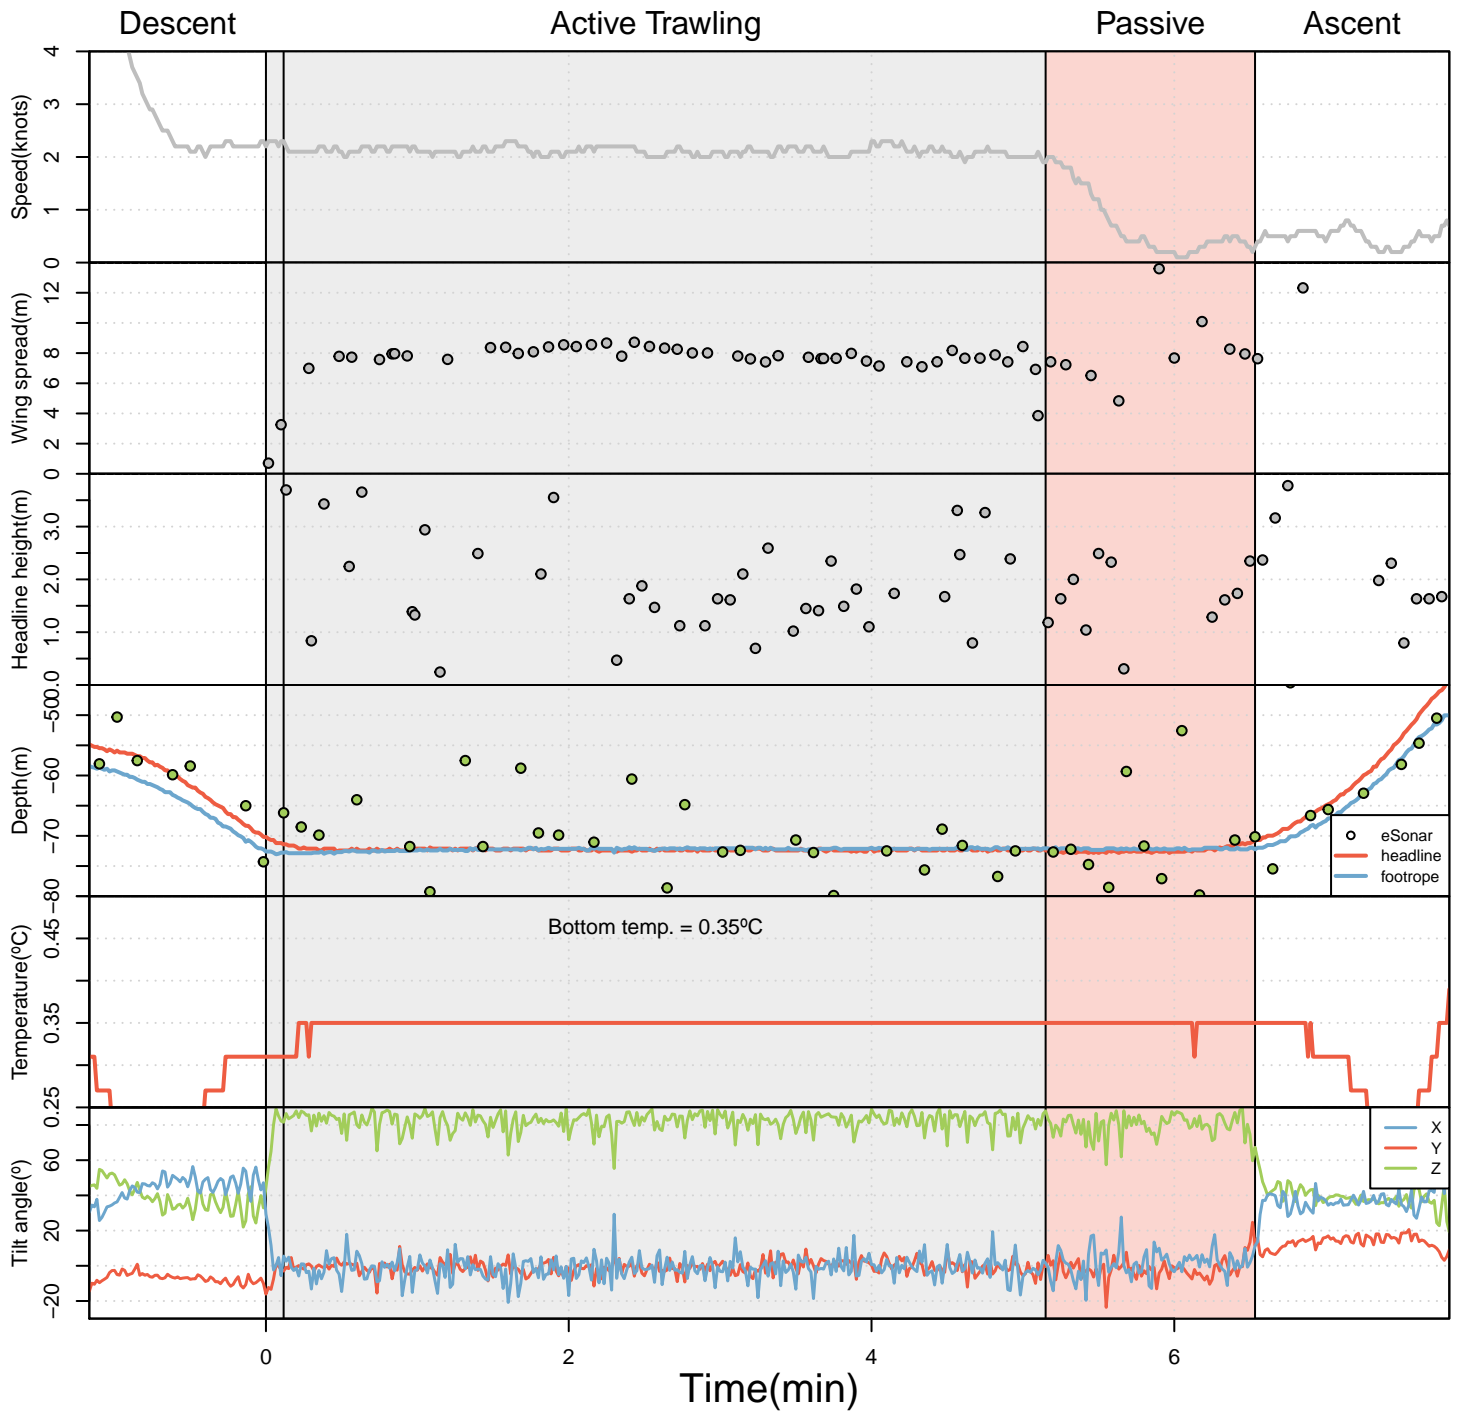 Descent Active Trawling Passive Ascent
Speed(knots)
0 1 2 3 4
Wing spread(m)
0 2 4 6 8 12
Headline height(m)
0.0 1.0 2.0 3.0
Depth(m)
−80 −70 −60 −50
eSonar
headline
footrope
Temperature(ºC)
0.25 0.35 0.45
Bottom temp. = 0.35ºC
Tilt angle(º)
−20 20 60
X
Y
Z
0 2 4 6
Time(min)